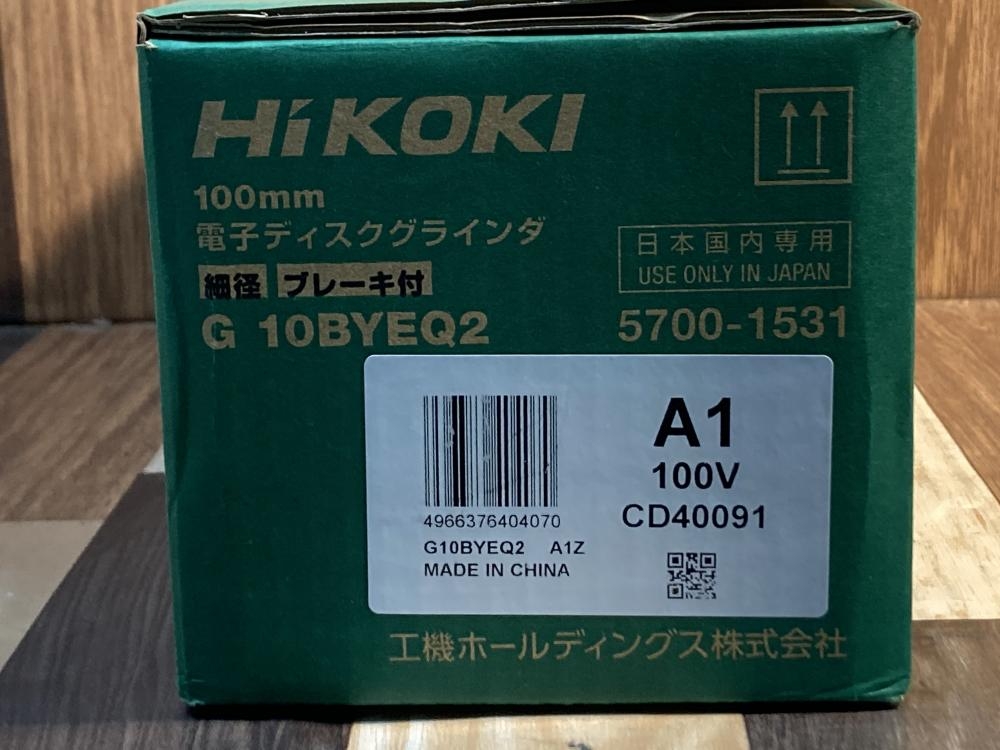 HiKOKI
100mm
電子ディスクグラインダ
細径 ブレーキ付
G 10BYEQ2
日本国内専用
USE ONLY IN JAPAN
5700-1531
A1
100V
CD40091
4966376404070
G10BYEQ2 A1Z
MADE IN CHINA
工機ホールディングス株式会社